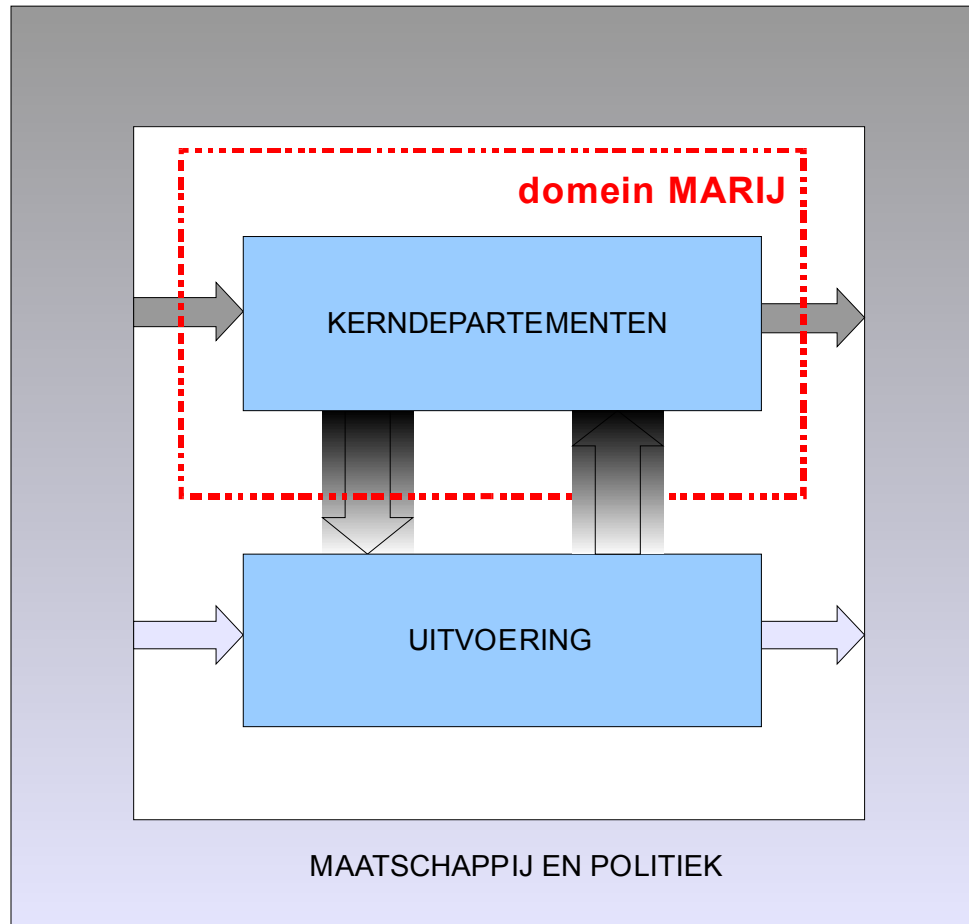 domein MARIJ
KERNDEPARTEMENTEN
UITVOERING
MAATSCHAPPIJ EN POLITIEK